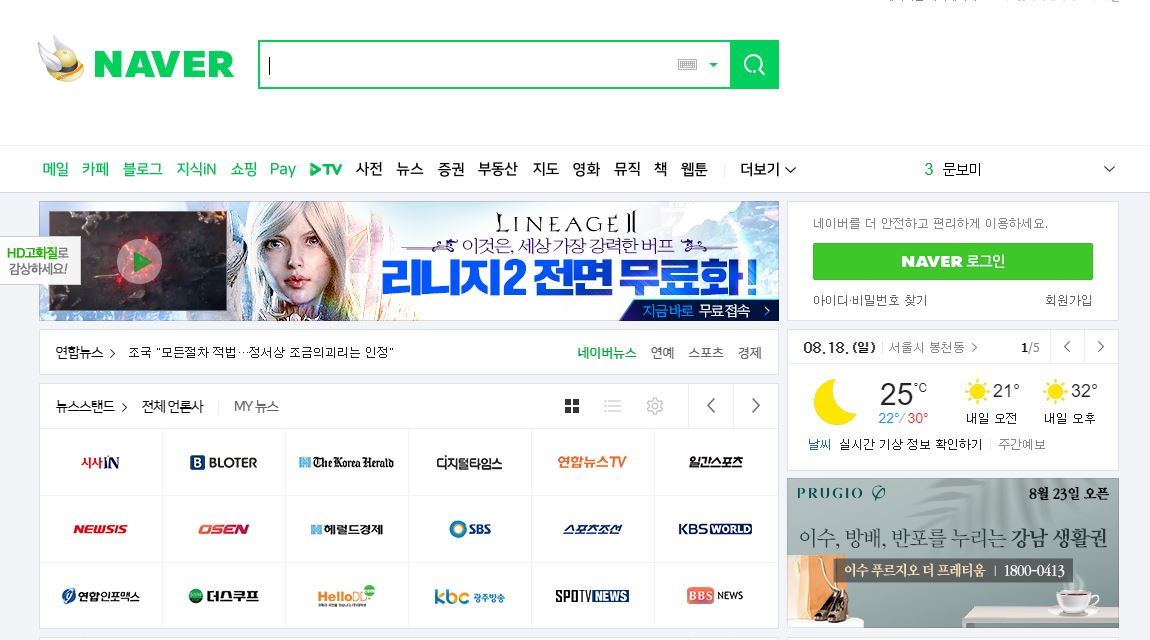 NAVER
메일 카페 블로그 지식iN 쇼핑 Pay TV 사전 뉴스 증권 부동산 지도 영화 뮤직 책 웹툰 더보기
3 문보미
HD고화질로
감상하세요!
LINEAGE II
이것은, 세상 가장 강력한 버프
리니지2 전면 무료화!
지금 바로 무료 접속 >
네이버를 더 안전하고 편리하게 이용하세요.
NAVER 로그인
아이디·비밀번호 찾기 회원가입
연합뉴스 > 조국 "모든절차 적법…정서상 조금의괴리는 인정"
네이버뉴스 연예 스포츠 경제
08.18.(일) 서울시 봉천동 > 1/5
25°C
22°/30°
21° 32°
내일 오전 내일 오후
날씨 실시간 기상 정보 확인하기 주간예보
뉴스스탠드 > 전체 언론사 MY 뉴스
시사IN BLOTER The Korea Herald 디지털타임스 연합뉴스TV 일간스포츠
NEWSIS OSEN 헤럴드경제 SBS 스포츠조선 KBS WORLD
연합인포맥스 더스쿠프 HelloDD kbc 광주방송 SPOTV NEWS BBS NEWS
PRUGIO 8월 23일 오픈
이수, 방배, 반포를 누리는 강남 생활권
이수 푸르지오 더 프레티움 | 1800-0413